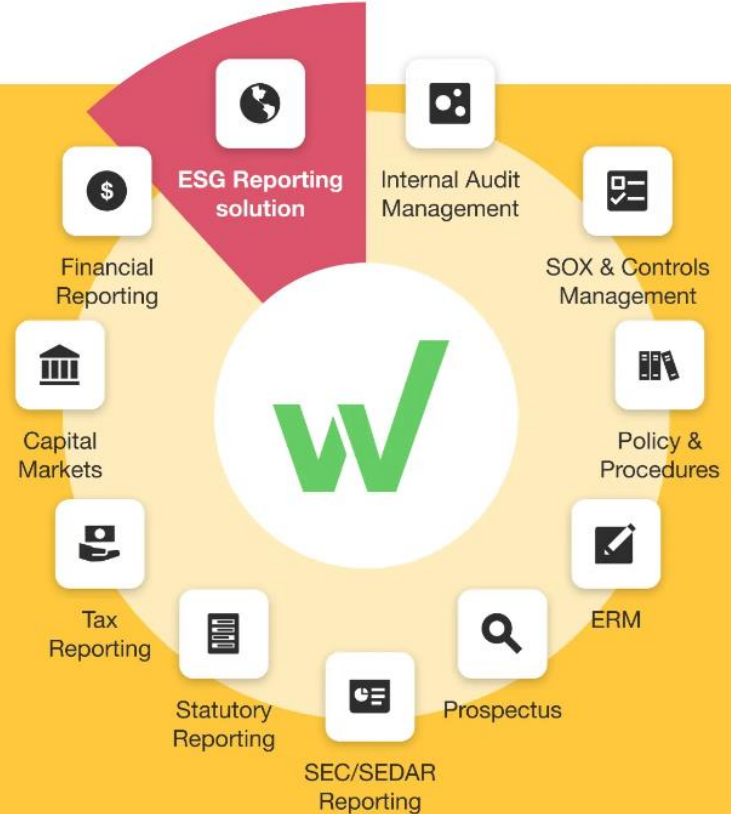 ESG Reporting
solution
Internal Audit
Management
SOX & Controls
Management
Policy &
Procedures
ERM
Prospectus
SEC/SEDAR
Reporting
Statutory
Reporting
Tax
Reporting
Capital
Markets
Financial
Reporting